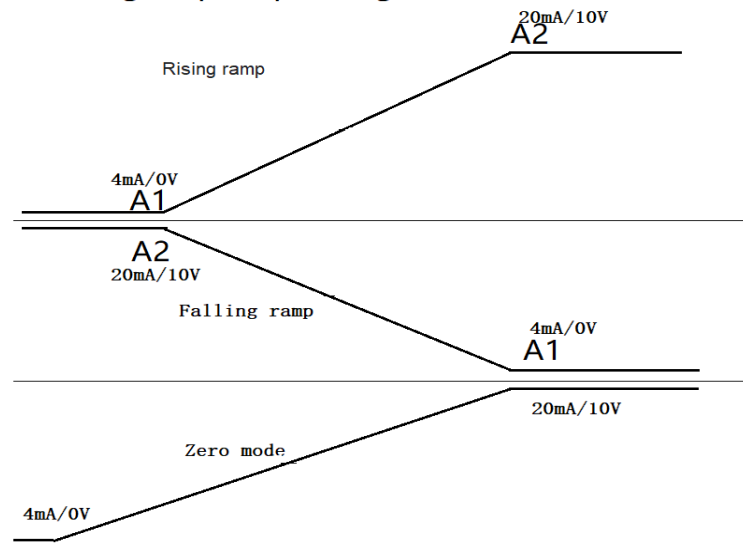 20mA/10V
A2
Rising ramp
4mA/0V
A1
A2
20mA/10V
Falling ramp
4mA/0V
A1
20mA/10V
Zero mode
4mA/0V